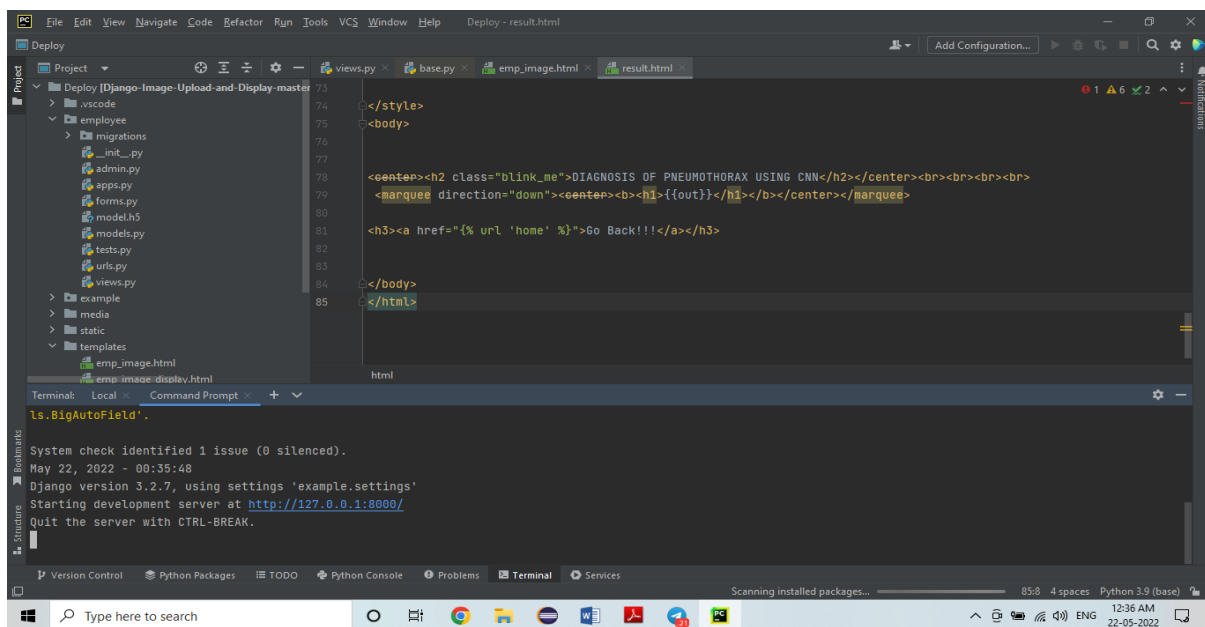 PC File Edit View Navigate Code Refactor Run Tools VCS Window Help Deploy - result.html
Deploy Add Configuration...
Project
Project views.py base.py emp_image.html result.html
Notifications
Deploy [Django-Image-Upload-and-Display-master
.vscode
employee
migrations
__init__.py
admin.py
apps.py
forms.py
model.h5
models.py
tests.py
urls.py
views.py
example
media
static
templates
emp_image.html
emp_image_display.html
1 6 2
73
74 </style>
75 <body>
76
77
78 <center><h2 class="blink_me">DIAGNOSIS OF PNEUMOTHORAX USING CNN</h2></center><br><br><br><br>
79 <marquee direction="down"><center><b><h1>{{out}}</h1></b></center></marquee>
80
81 <h3><a href="{% url 'home' %}">Go Back!!!</a></h3>
82
83
84 </body>
85 </html>
html
Terminal: Local Command Prompt
ls.BigAutoField'.
System check identified 1 issue (0 silenced).
May 22, 2022 - 00:35:48
Django version 3.2.7, using settings 'example.settings'
Starting development server at http://127.0.0.1:8000/
Quit the server with CTRL-BREAK.
Bookmarks
Structure
Version Control Python Packages TODO Python Console Problems Terminal Services
Scanning installed packages... 85:8 4 spaces Python 3.9 (base)
Type here to search 21 ENG 12:36 AM
22-05-2022